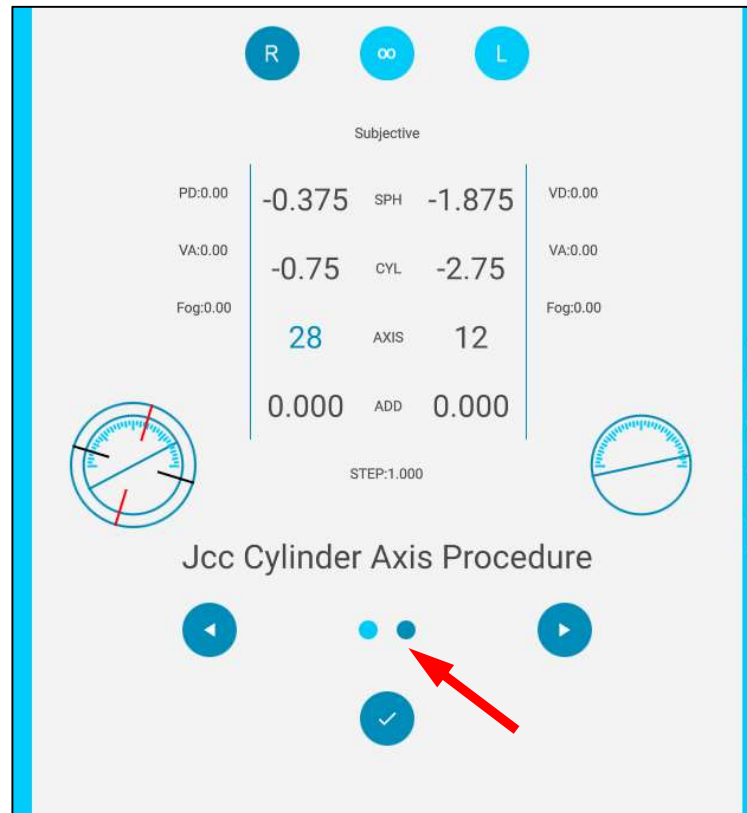 R ∞ L
Subjective
PD:0.00 -0.375 SPH -1.875 VD:0.00
VA:0.00 -0.75 CYL -2.75 VA:0.00
Fog:0.00 28 AXIS 12 Fog:0.00
0.000 ADD 0.000
STEP:1.000
Jcc Cylinder Axis Procedure